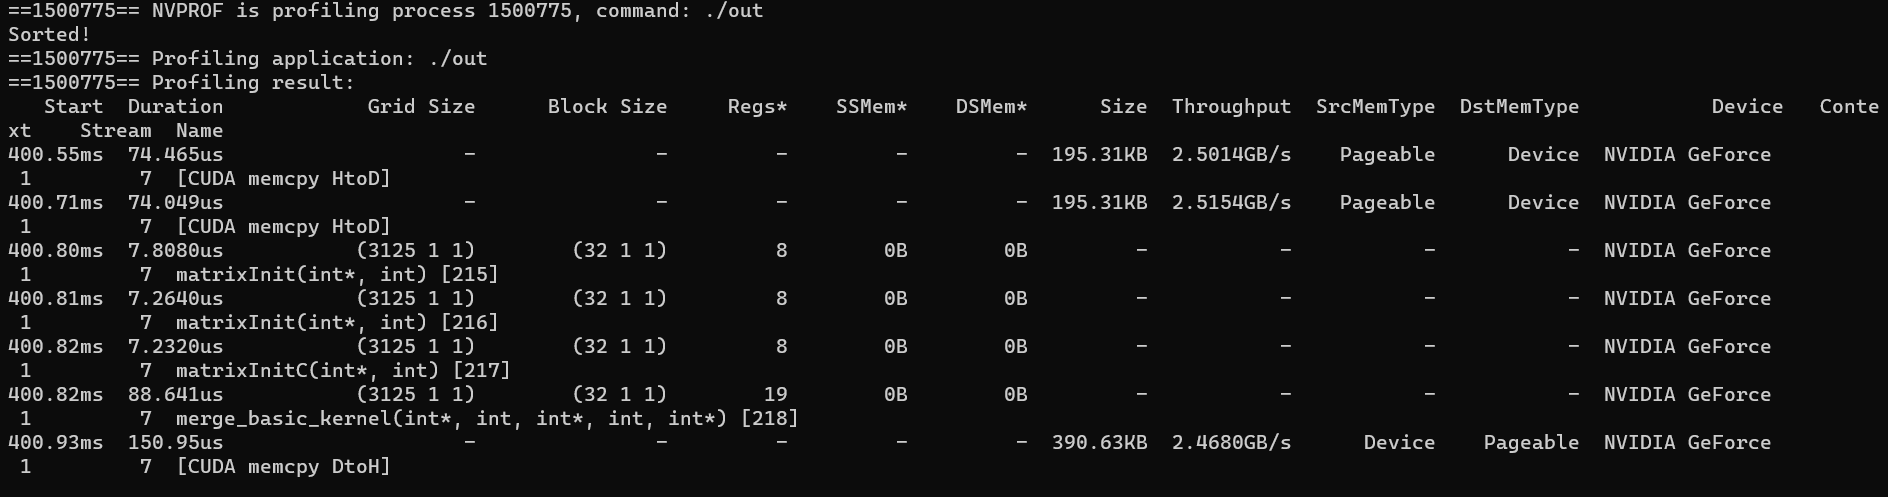 ==1500775== NVPROF is profiling process 1500775, command: ./out
Sorted!
==1500775== Profiling application: ./out
==1500775== Profiling result:
   Start  Duration            Grid Size      Block Size     Regs*    SSMem*    DSMem*      Size  Throughput  SrcMemType  DstMemType           Device   Conte
xt    Stream  Name
400.55ms  74.465us                    -               -         -         -         -  195.31KB  2.5014GB/s    Pageable      Device  NVIDIA GeForce
 1         7  [CUDA memcpy HtoD]
400.71ms  74.049us                    -               -         -         -         -  195.31KB  2.5154GB/s    Pageable      Device  NVIDIA GeForce
 1         7  [CUDA memcpy HtoD]
400.80ms  7.8080us           (3125 1 1)        (32 1 1)         8        0B        0B         -           -           -           -  NVIDIA GeForce
 1         7  matrixInit(int*, int) [215]
400.81ms  7.2640us           (3125 1 1)        (32 1 1)         8        0B        0B         -           -           -           -  NVIDIA GeForce
 1         7  matrixInit(int*, int) [216]
400.82ms  7.2320us           (3125 1 1)        (32 1 1)         8        0B        0B         -           -           -           -  NVIDIA GeForce
 1         7  matrixInitC(int*, int) [217]
400.82ms  88.641us           (3125 1 1)        (32 1 1)        19        0B        0B         -           -           -           -  NVIDIA GeForce
 1         7  merge_basic_kernel(int*, int, int*, int, int*) [218]
400.93ms  150.95us                    -               -         -         -         -  390.63KB  2.4680GB/s      Device    Pageable  NVIDIA GeForce
 1         7  [CUDA memcpy DtoH]